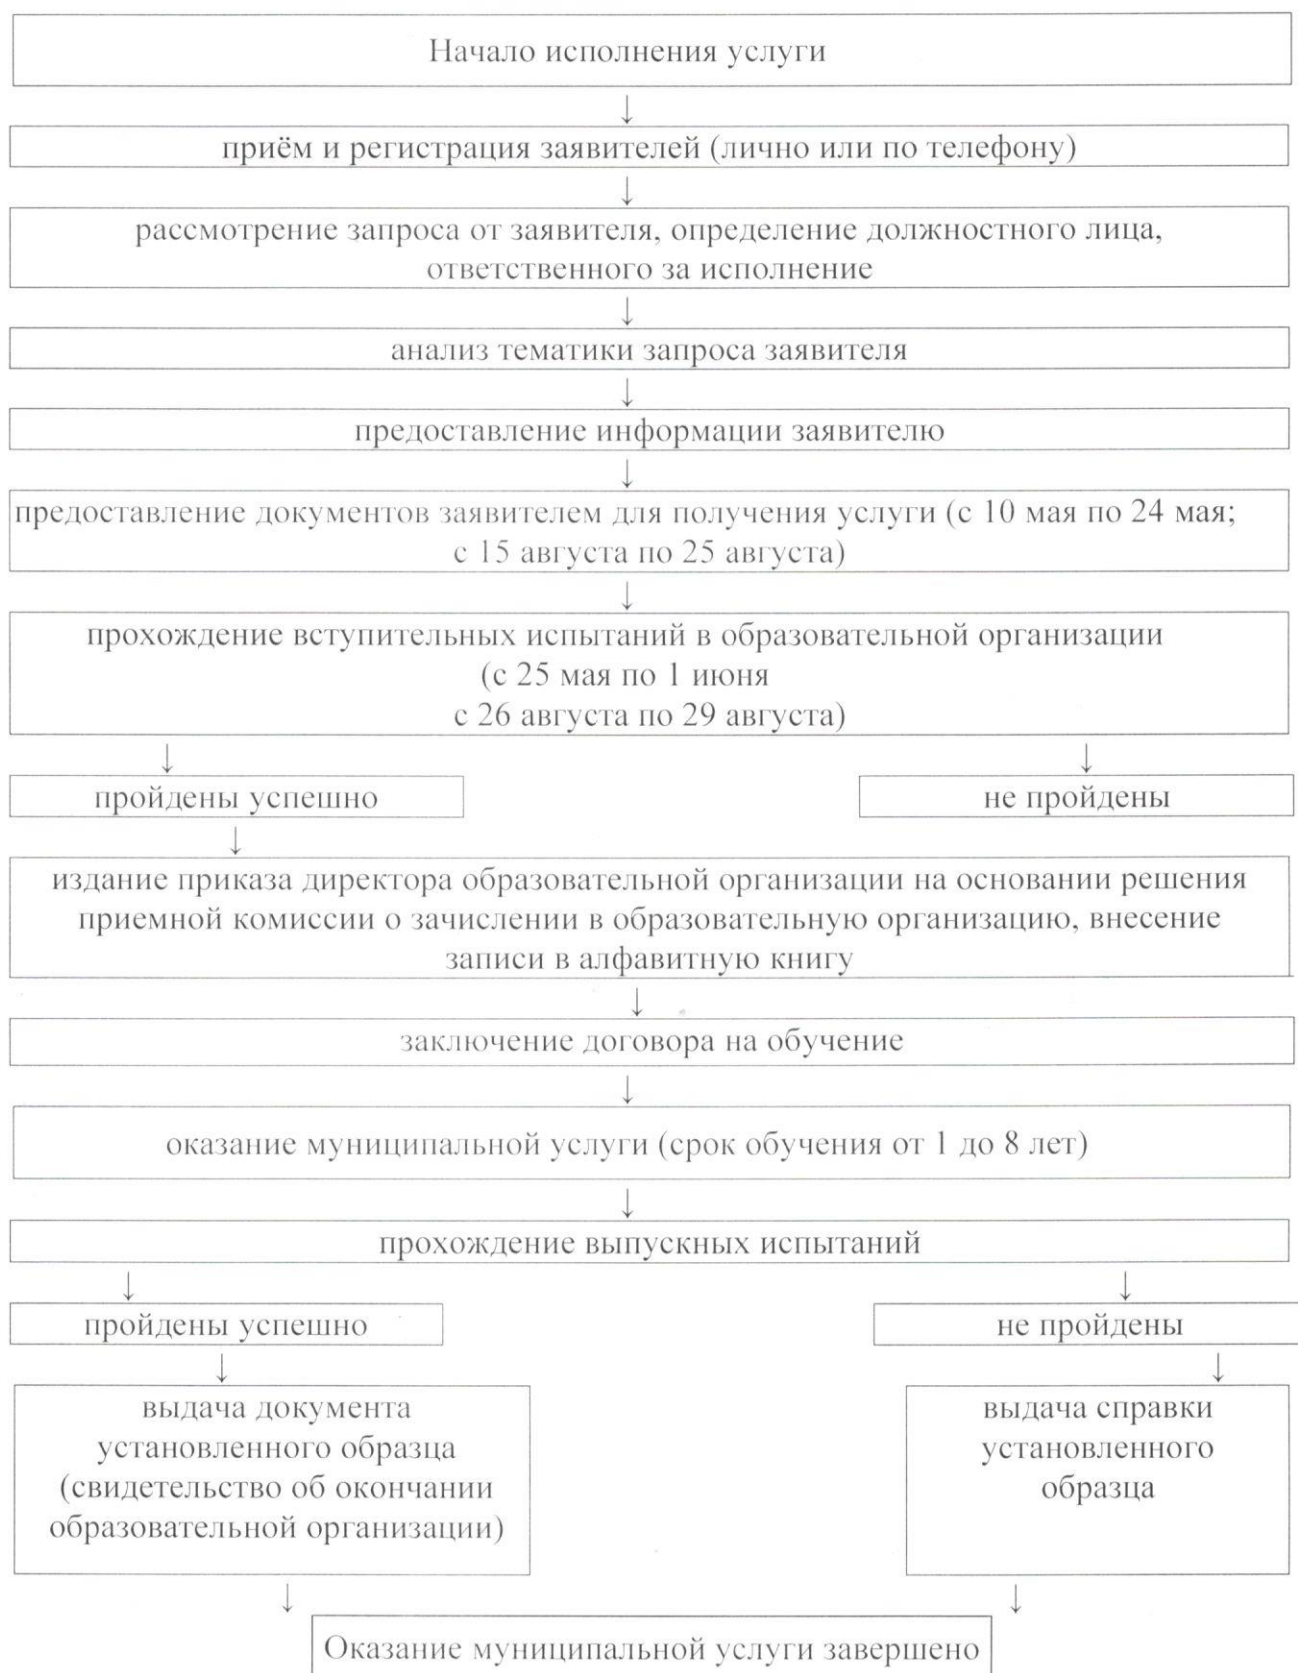 Начало исполнения услуги
↓
приём и регистрация заявителей (лично или по телефону)
↓
рассмотрение запроса от заявителя, определение должностного лица,
ответственного за исполнение
↓
анализ тематики запроса заявителя
↓
предоставление информации заявителю
↓
предоставление документов заявителем для получения услуги (с 10 мая по 24 мая;
с 15 августа по 25 августа)
↓
прохождение вступительных испытаний в образовательной организации
(с 25 мая по 1 июня
с 26 августа по 29 августа)
↓ ↓
пройдены успешно
не пройдены
↓
издание приказа директора образовательной организации на основании решения
приемной комиссии о зачислении в образовательную организацию, внесение
записи в алфавитную книгу
↓
заключение договора на обучение
↓
оказание муниципальной услуги (срок обучения от 1 до 8 лет)
↓
прохождение выпускных испытаний
↓ ↓
пройдены успешно
не пройдены
↓ ↓
выдача документа
установленного образца
(свидетельство об окончании
образовательной организации)
выдача справки
установленного
образца
↓ ↓
Оказание муниципальной услуги завершено